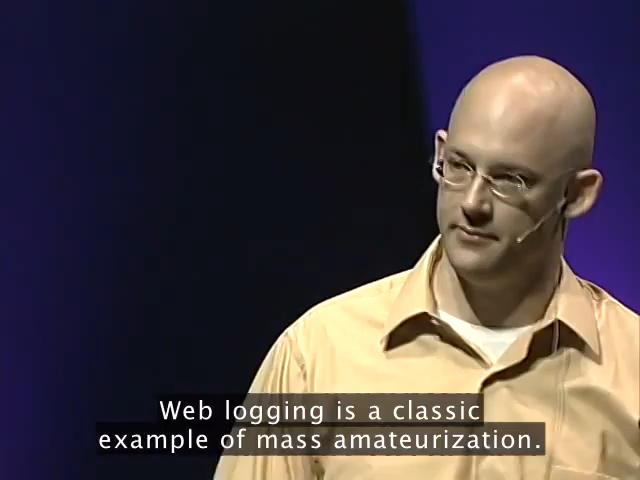 Web logging is a classic
example of mass amateurization.